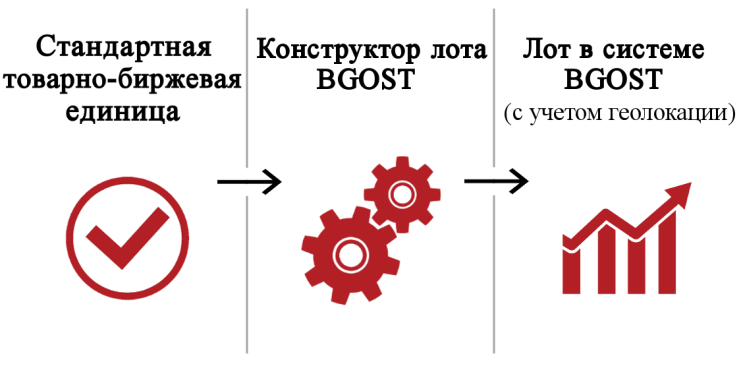 Стандартная
товарно-биржевая
единица
Конструктор лота
BGOST
Лот в системе
BGOST
(с учетом геолокации)